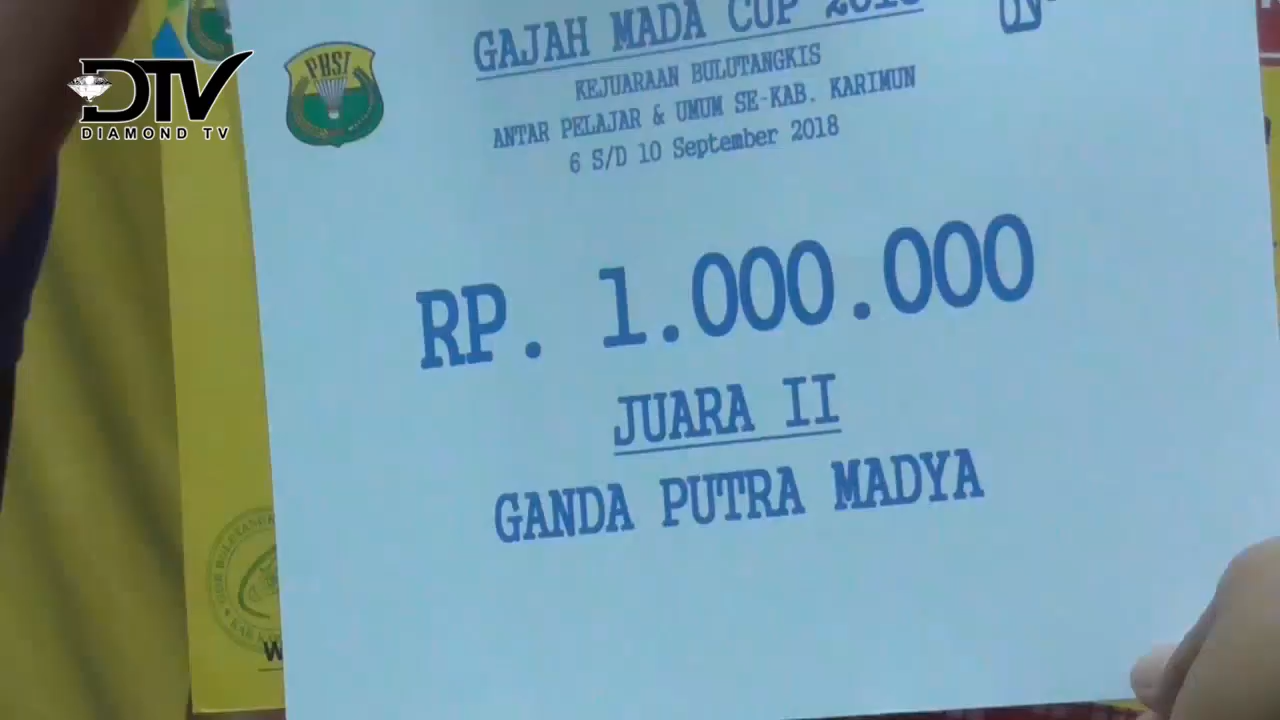 DTV
DIAMOND TV
GAJAH MADA CUP 2018
PBSI
KEJUARAAN BULUTANGKIS
ANTAR PELAJAR & UMUM SE-KAB. KARIMUN
6 S/D 10 September 2018
RP. 1.000.000
JUARA II
GANDA PUTRA MADYA
W